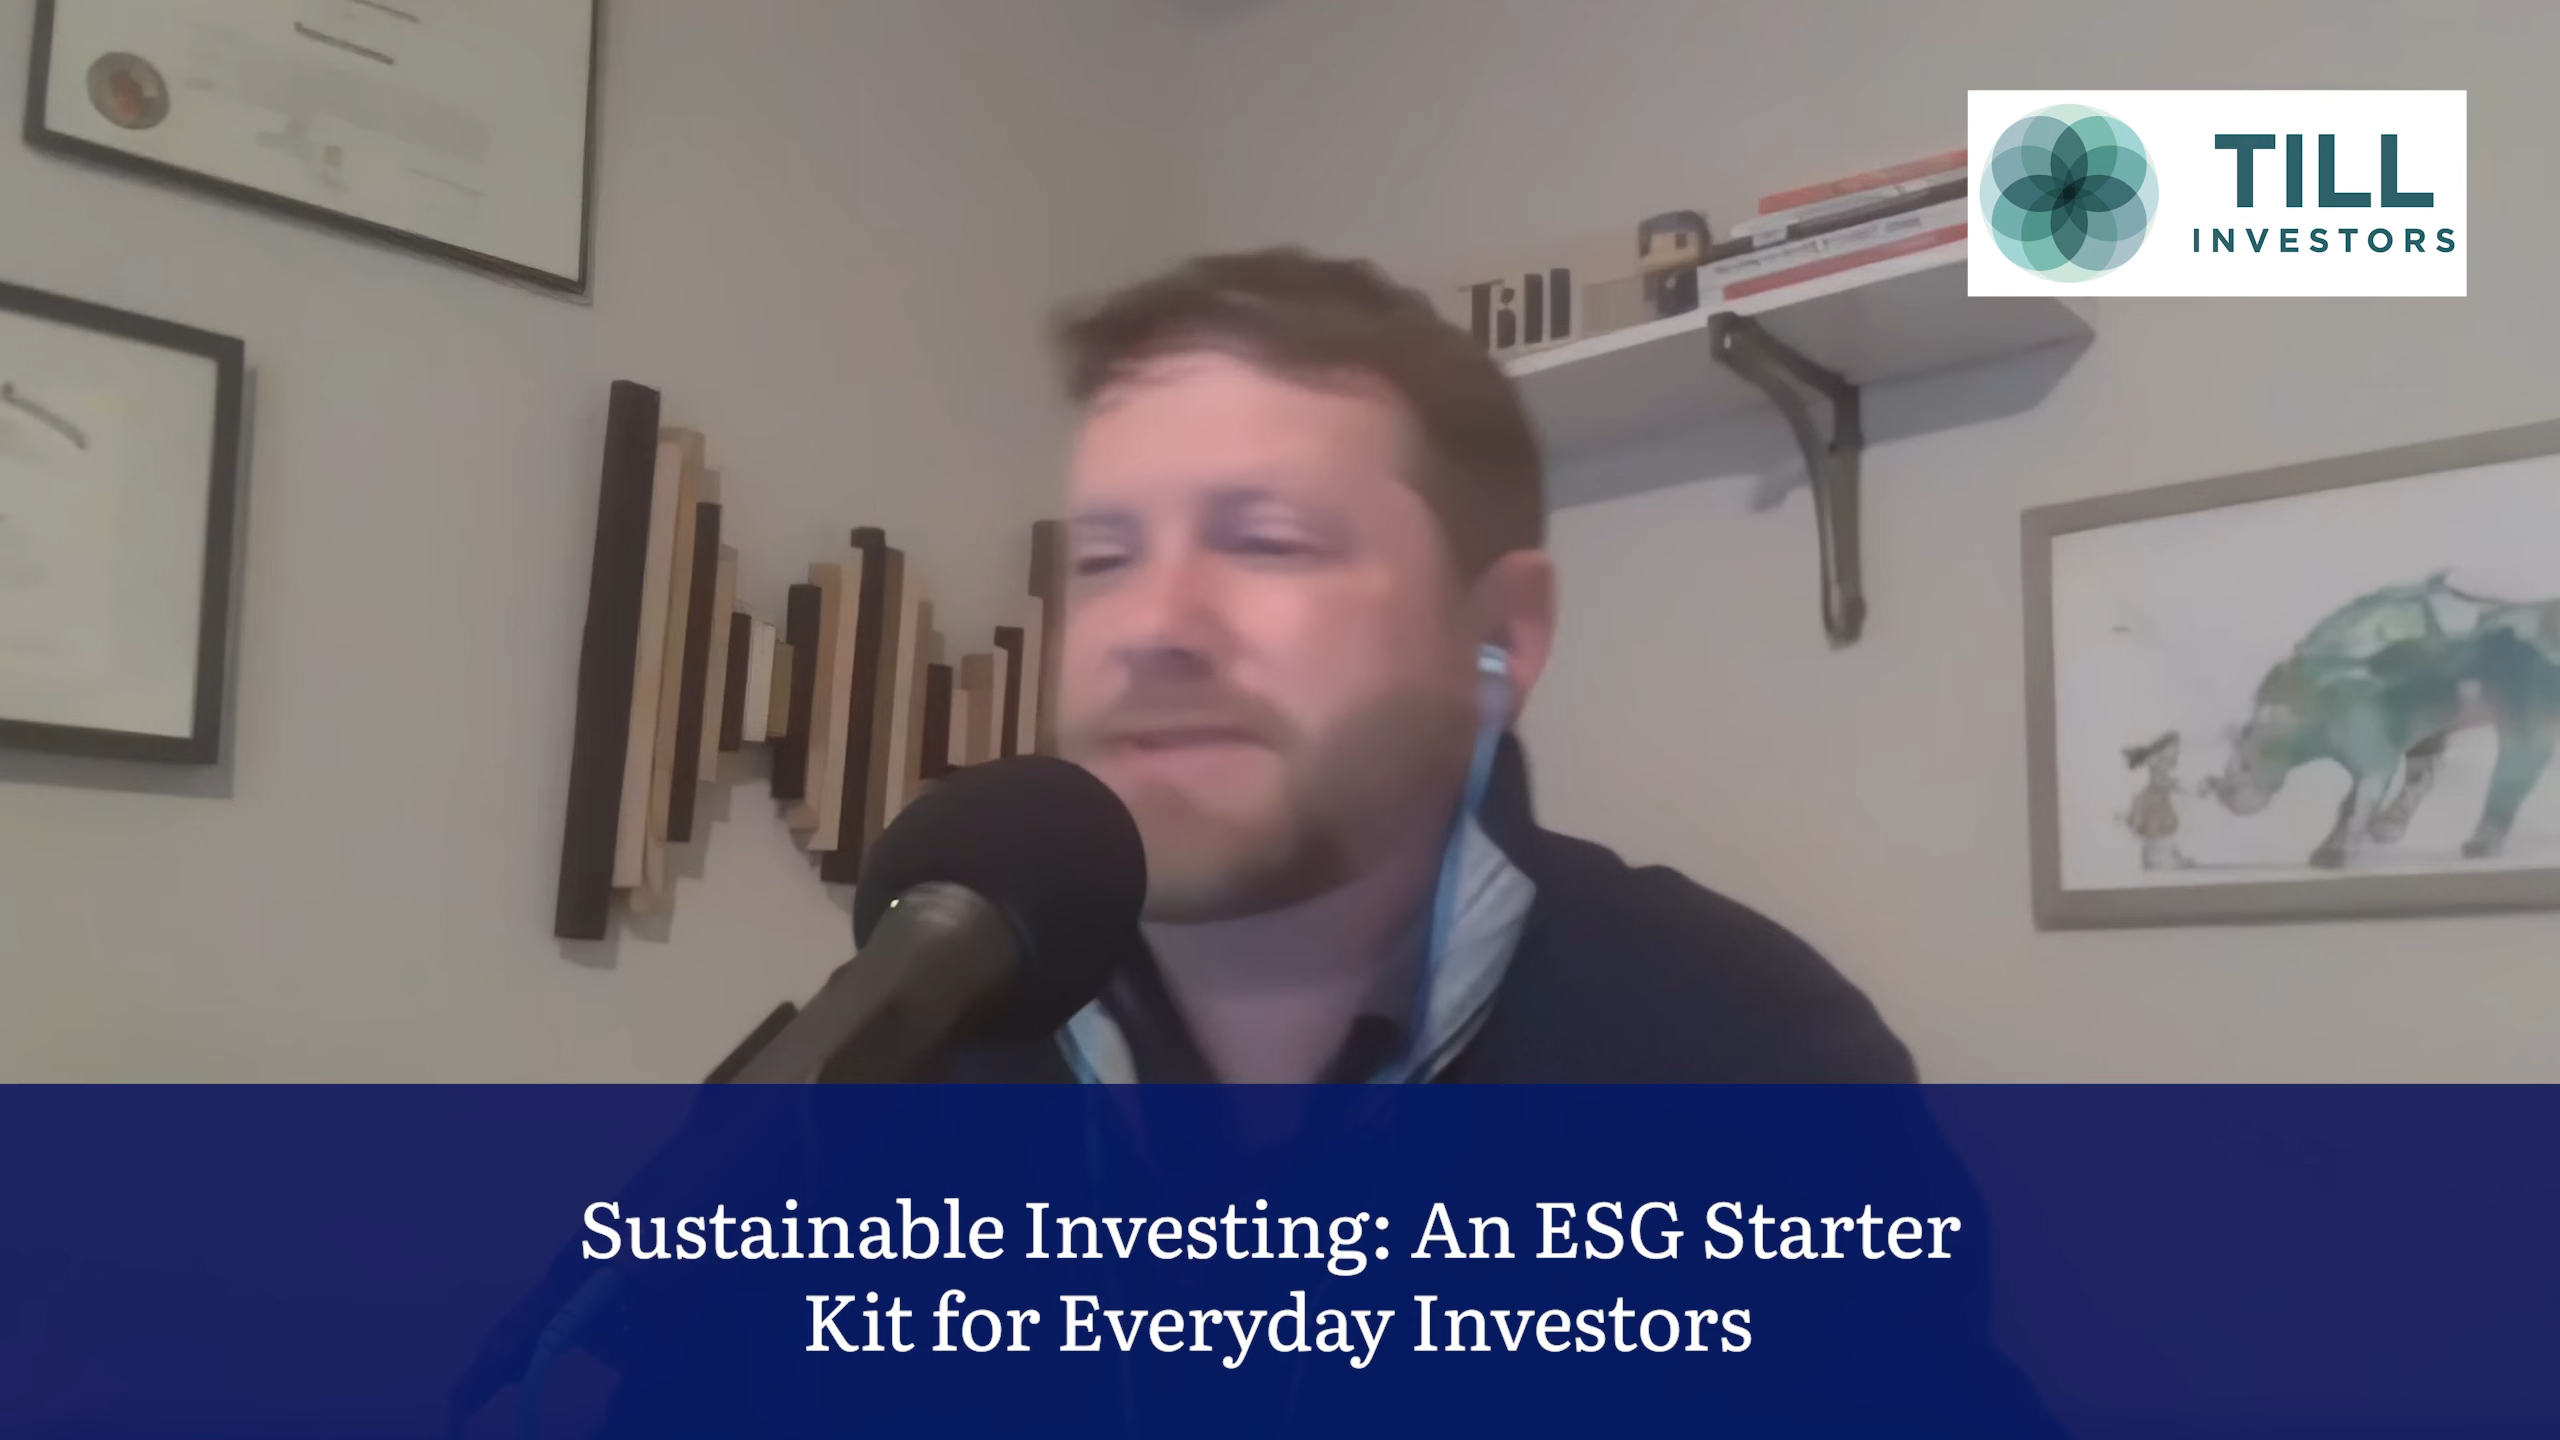 TILL
INVESTORS
Till
Sustainable Investing: An ESG Starter
Kit for Everyday Investors